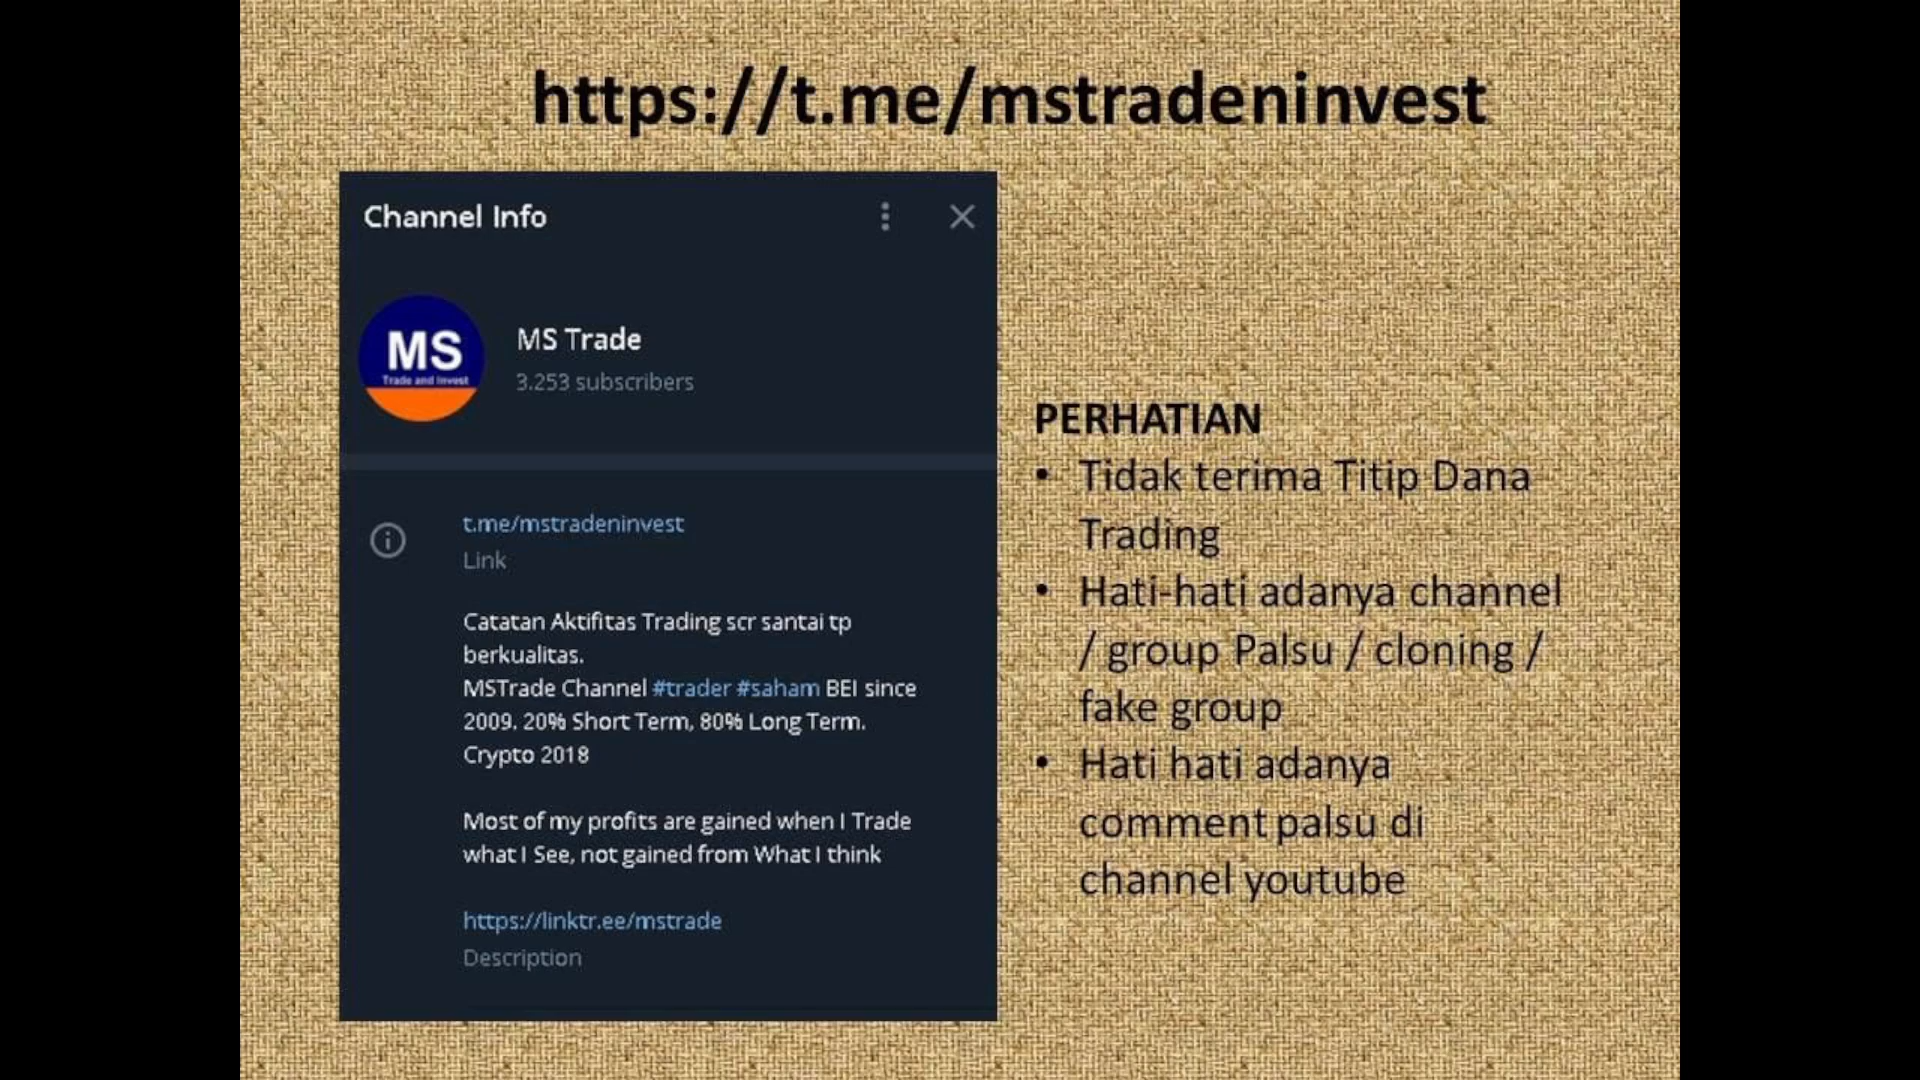 https://t.me/mstradeninvest
Channel Info
MS
Trade and Invest
MS Trade
3.253 subscribers
t.me/mstradeninvest
Link
Catatan Aktifitas Trading scr santai tp
berkualitas.
MSTrade Channel #trader #saham BEI since
2009. 20% Short Term, 80% Long Term.
Crypto 2018
Most of my profits are gained when I Trade
what I See, not gained from What I think
https://linktr.ee/mstrade
Description
PERHATIAN
• Tidak terima Titip Dana
Trading
• Hati-hati adanya channel
/ group Palsu / cloning /
fake group
• Hati hati adanya
comment palsu di
channel youtube